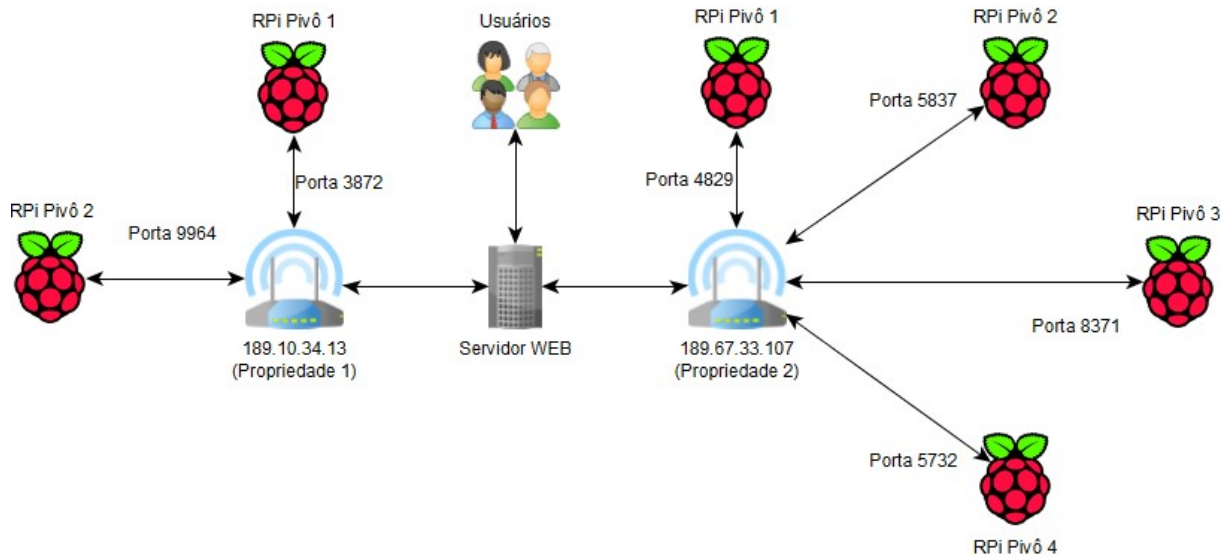 RPi Pivô 1
Usuários
RPi Pivô 1
RPi Pivô 2
Porta 5837
Porta 3872
Porta 4829
RPi Pivô 2
Porta 9964
RPi Pivô 3
Porta 8371
189.10.34.13
(Propriedade 1)
Servidor WEB
189.67.33.107
(Propriedade 2)
Porta 5732
RPi Pivô 4